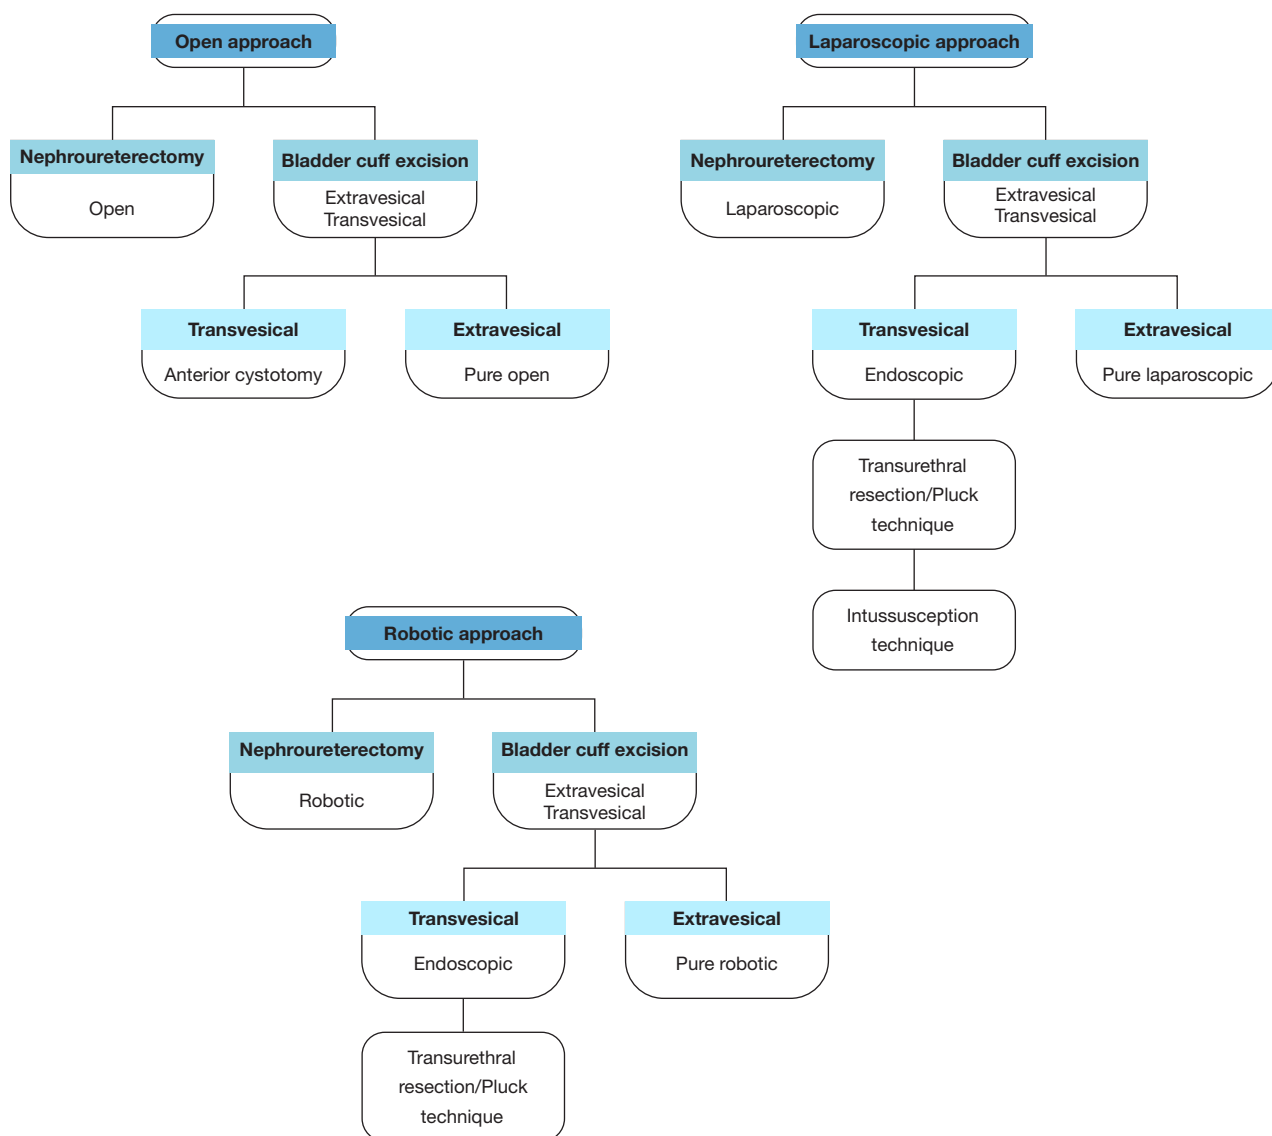 Open approach
Nephroureterectomy
Open
Bladder cuff excision
Extravesical
Transvesical
Transvesical
Anterior cystotomy
Extravesical
Pure open
Laparoscopic approach
Nephroureterectomy
Laparoscopic
Bladder cuff excision
Extravesical
Transvesical
Transvesical
Endoscopic
Extravesical
Pure laparoscopic
Transurethral
resection/Pluck
technique
Intussusception
technique
Robotic approach
Nephroureterectomy
Robotic
Bladder cuff excision
Extravesical
Transvesical
Transvesical
Endoscopic
Extravesical
Pure robotic
Transurethral
resection/Pluck
technique